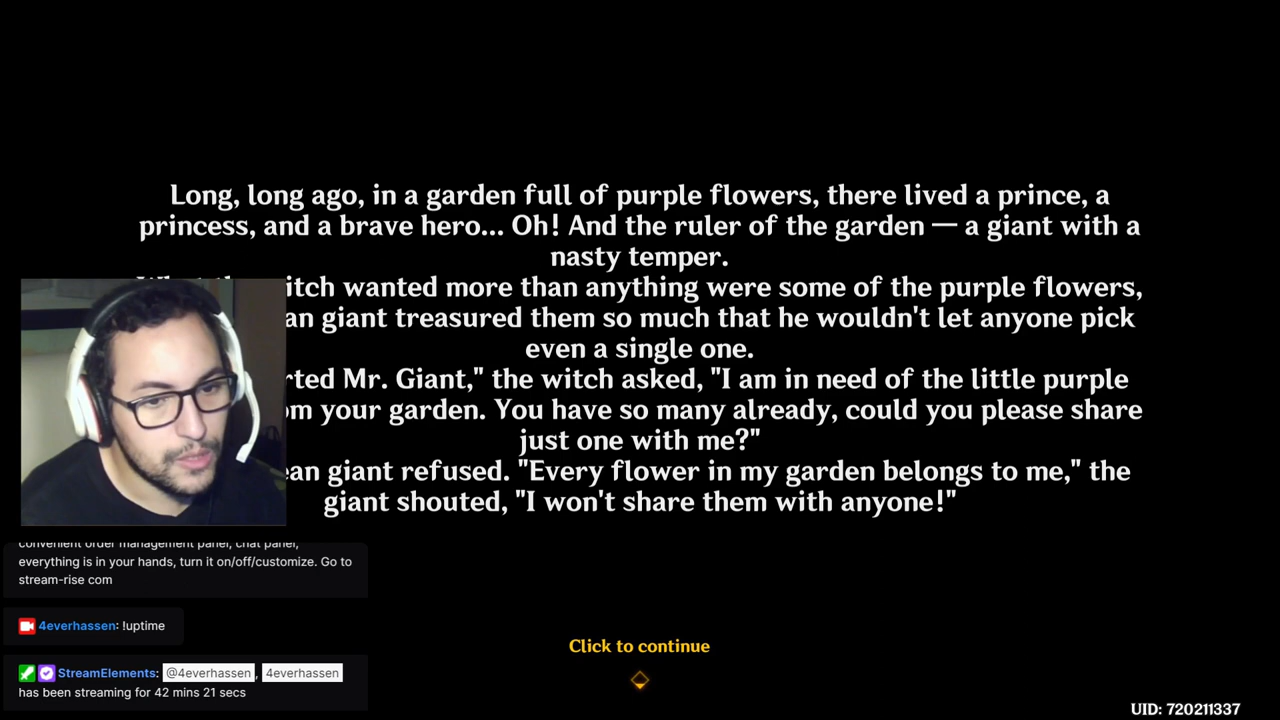 Long, long ago, in a garden full of purple flowers, there lived a prince, a
princess, and a brave hero... Oh! And the ruler of the garden — a giant with a
nasty temper.
wanted more than anything were some of the purple flowers,
giant treasured them so much that he wouldn't let anyone pick
even a single one.
Mr. Giant," the witch asked, "I am in need of the little purple
your garden. You have so many already, could you please share
just one with me?"
giant refused. "Every flower in my garden belongs to me," the
giant shouted, "I won't share them with anyone!"
convenient order management panel, chat panel,
everything is in your hands, turn it on/off/customize. Go to
stream-rise com
4everhassen: !uptime
StreamElements: @4everhassen, 4everhassen
has been streaming for 42 mins 21 secs
Click to continue
UID: 720211337